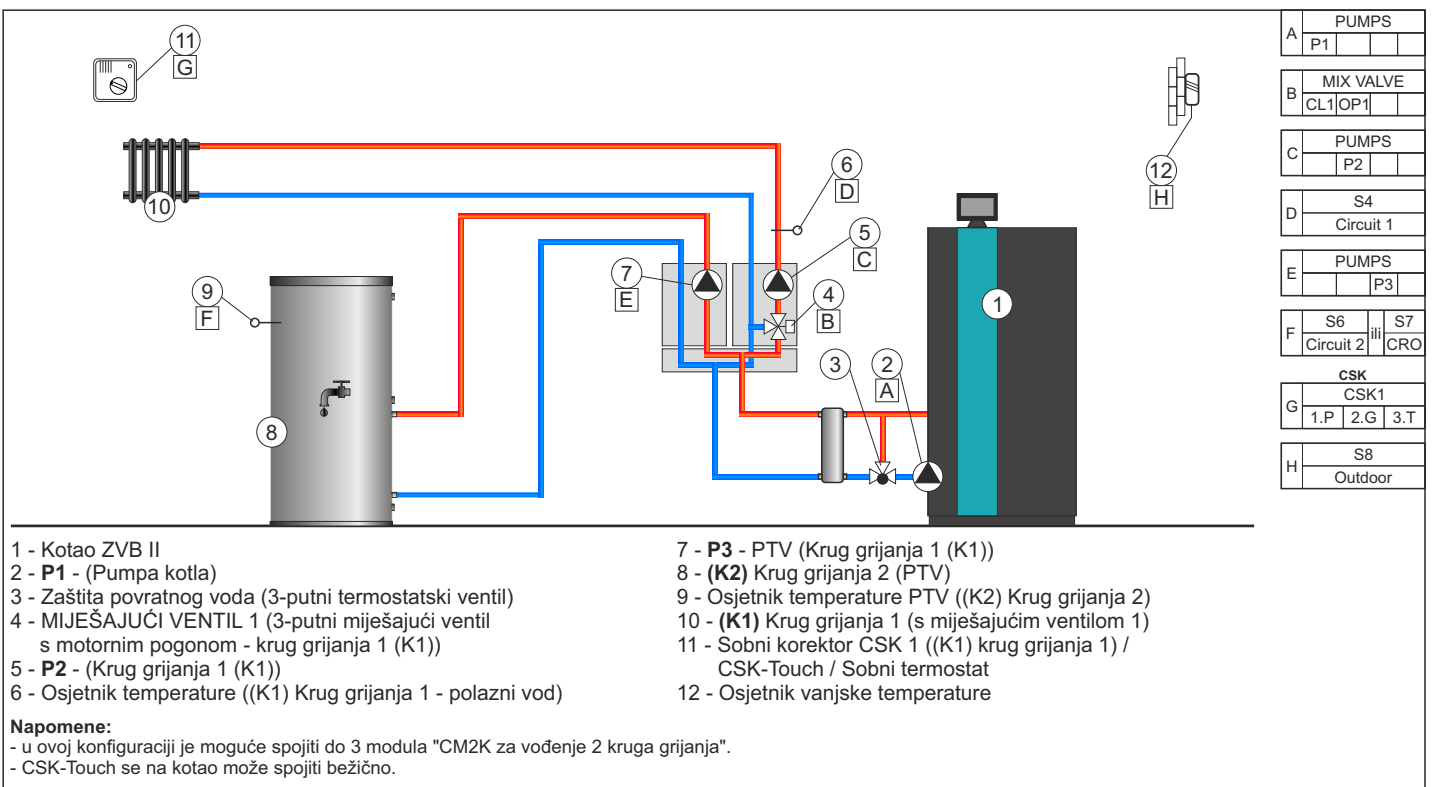 11
G
10
9
F
8
7
E
6
D
5
C
4
B
3
2
A
1
12
H
A PUMPS
P1
B MIX VALVE
CL1 OP1
C PUMPS
P2
D S4
Circuit 1
E PUMPS
P3
F S6 ili S7
Circuit 2 CRO
CSK
G CSK1
1.P 2.G 3.T
H S8
Outdoor
1 - Kotao ZVB II
2 - P1 - (Pumpa kotla)
3 - Zaštita povratnog voda (3-putni termostatski ventil)
4 - MIJEŠAJUĆI VENTIL 1 (3-putni miješajući ventil
s motornim pogonom - krug grijanja 1 (K1))
5 - P2 - (Krug grijanja 1 (K1))
6 - Osjetnik temperature ((K1) Krug grijanja 1 - polazni vod)
7 - P3 - PTV (Krug grijanja 1 (K1))
8 - (K2) Krug grijanja 2 (PTV)
9 - Osjetnik temperature PTV ((K2) Krug grijanja 2)
10 - (K1) Krug grijanja 1 (s miješajućim ventilom 1)
11 - Sobni korektor CSK 1 ((K1) krug grijanja 1) /
CSK-Touch / Sobni termostat
12 - Osjetnik vanjske temperature
Napomene:
- u ovoj konfiguraciji je moguće spojiti do 3 modula "CM2K za vođenje 2 kruga grijanja".
- CSK-Touch se na kotao može spojiti bežično.